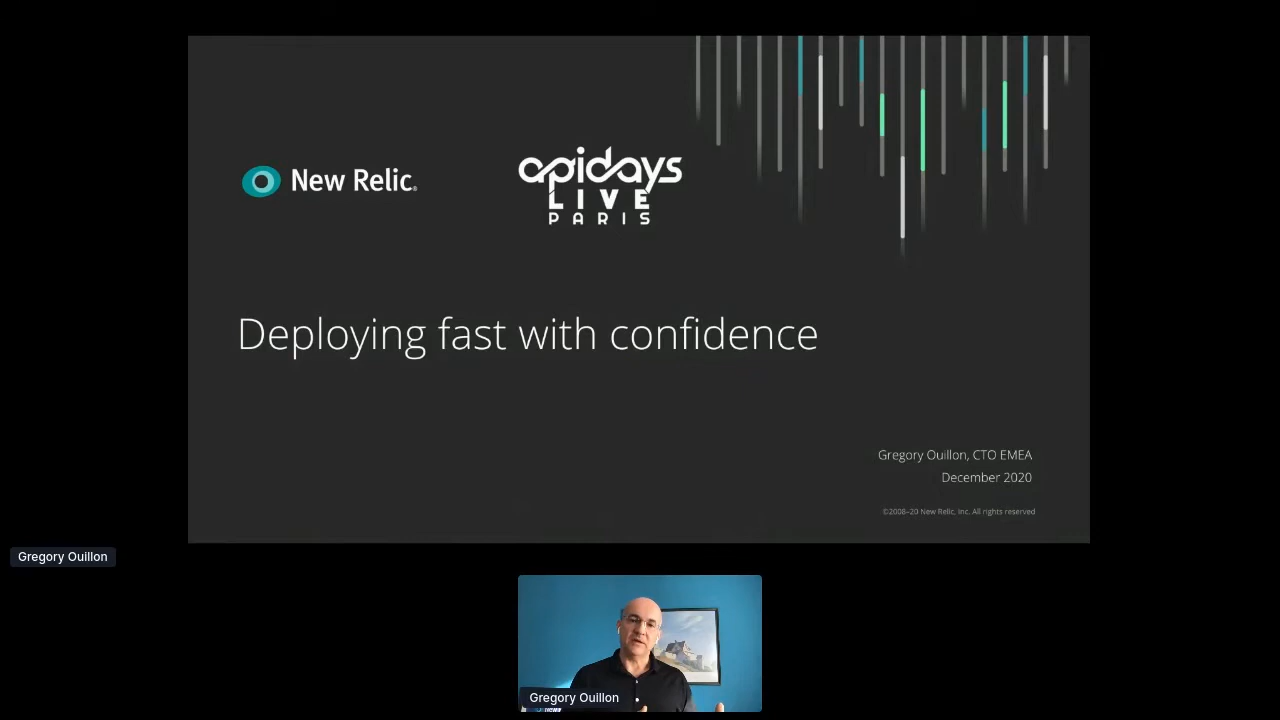 New Relic®
apidays
LIVE
PARIS
Deploying fast with confidence
Gregory Ouillon, CTO EMEA
December 2020
©2008–20 New Relic, Inc. All rights reserved
Gregory Ouillon
Gregory Ouillon